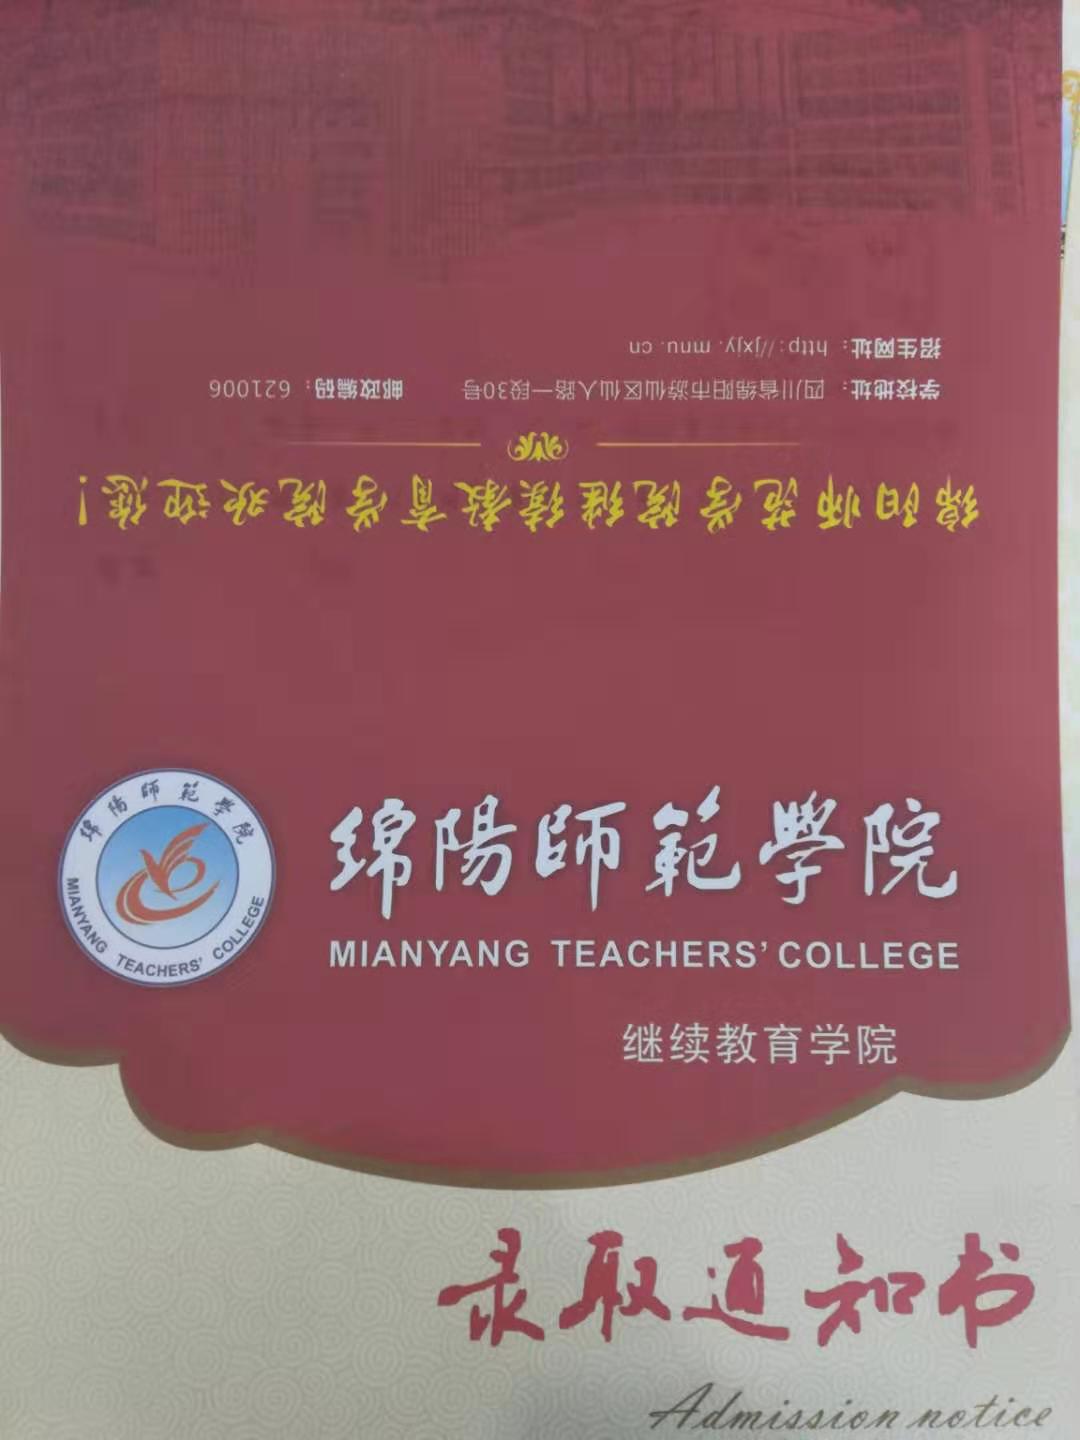 绵阳师范学院继续教育学院欢迎您！
学校地址：四川省绵阳市游仙区仙人路一段30号 邮政编码：621006
招生网址：http://jxjy.mnu.cn
绵陽師範學院
MIANYANG TEACHERS' COLLEGE
绵陽師範學院
MIANYANG TEACHERS' COLLEGE
继续教育学院
录取通知书
Admission notice